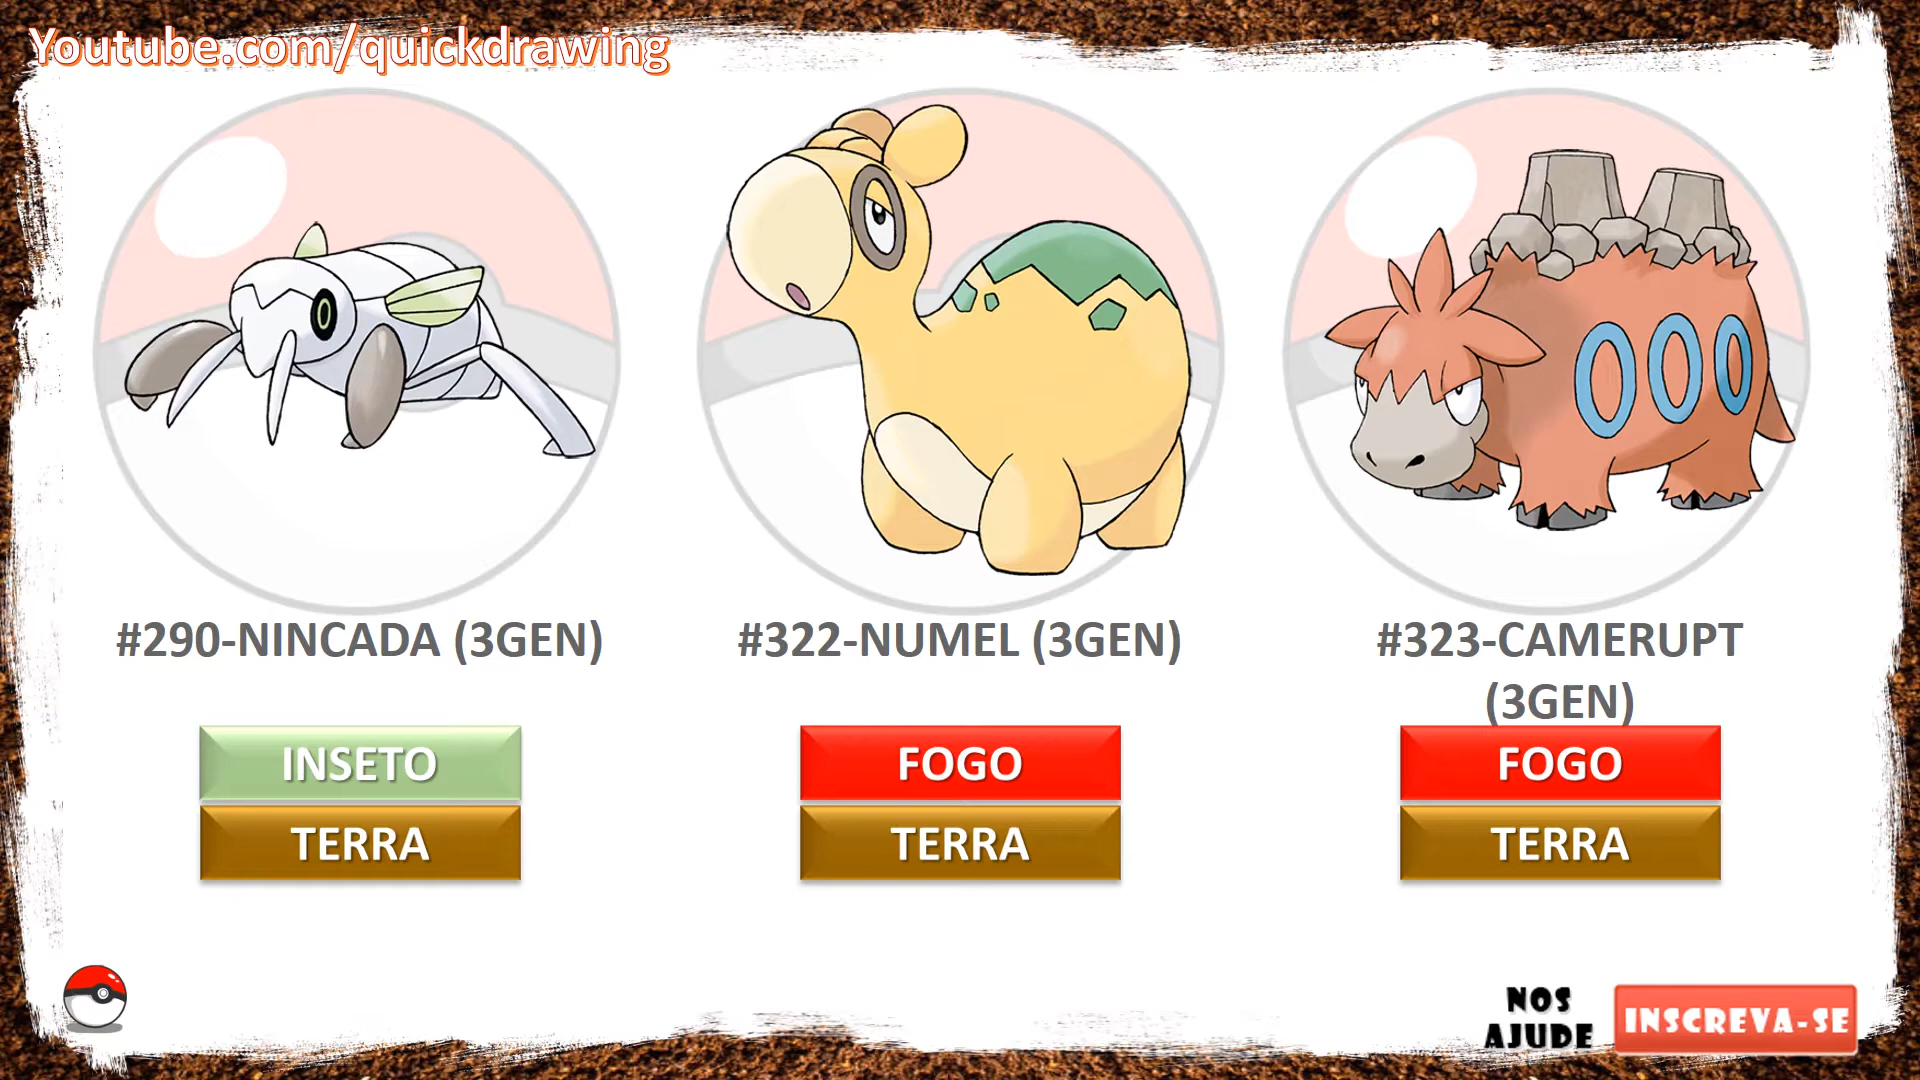 Youtube.com/quickdrawing
#290-NINCADA (3GEN)
INSETO
TERRA
#322-NUMEL (3GEN)
FOGO
TERRA
#323-CAMERUPT
(3GEN)
FOGO
TERRA
NOS
AJUDE
INSCREVA-SE